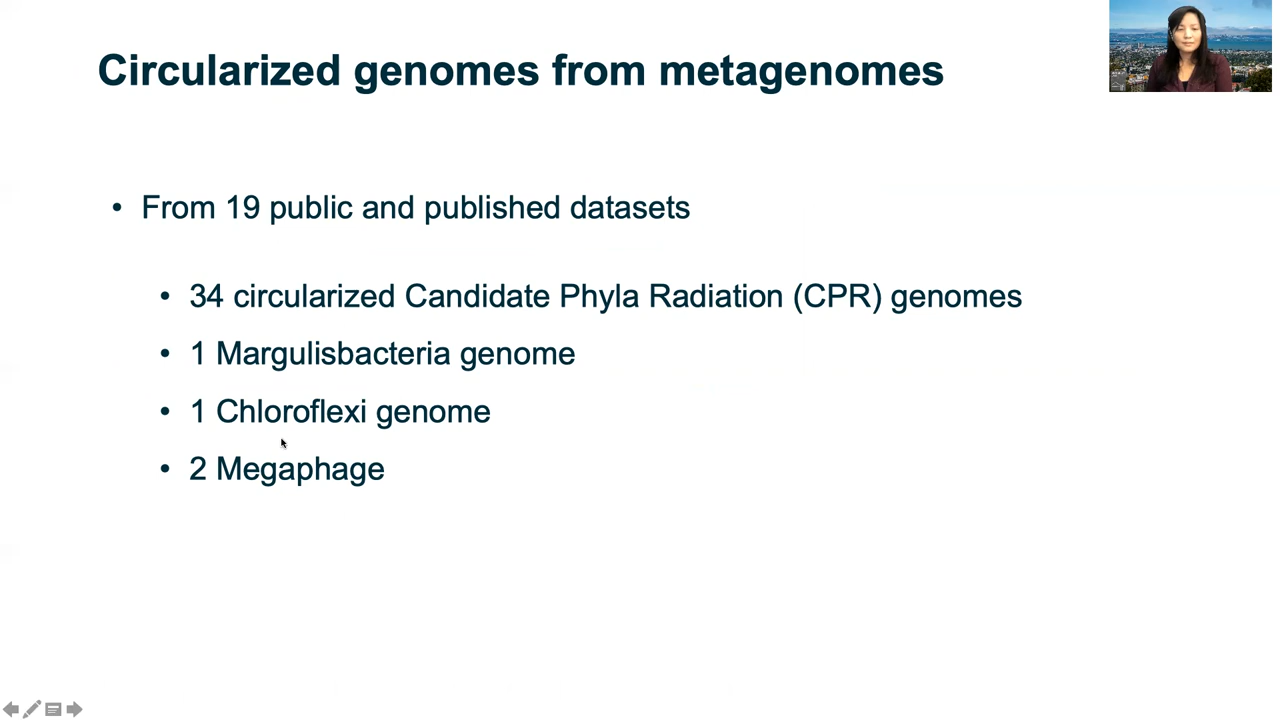 Circularized genomes from metagenomes
• From 19 public and published datasets
• 34 circularized Candidate Phyla Radiation (CPR) genomes
• 1 Margulisbacteria genome
• 1 Chloroflexi genome
• 2 Megaphage